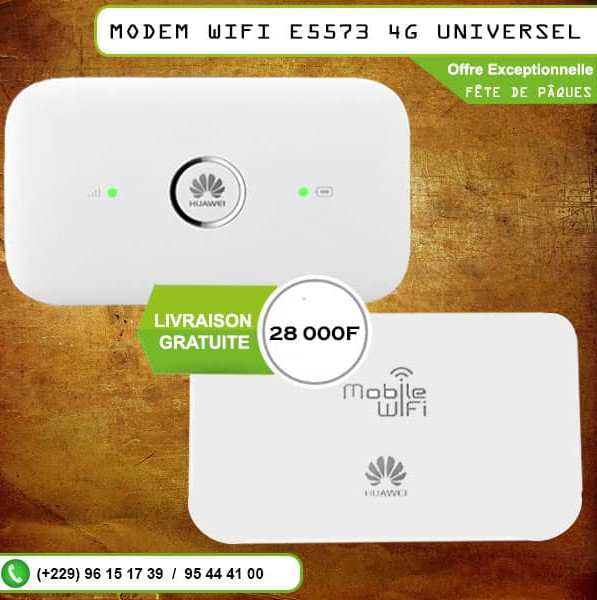 MODEM WIFI E5573 4G UNIVERSEL
Offre Exceptionnelle
FÊTE DE PÂQUES
HUAWEI
LIVRAISON
GRATUITE
28 000F
Mobile
WiFi
HUAWEI
(+229) 96 15 17 39 / 95 44 41 00